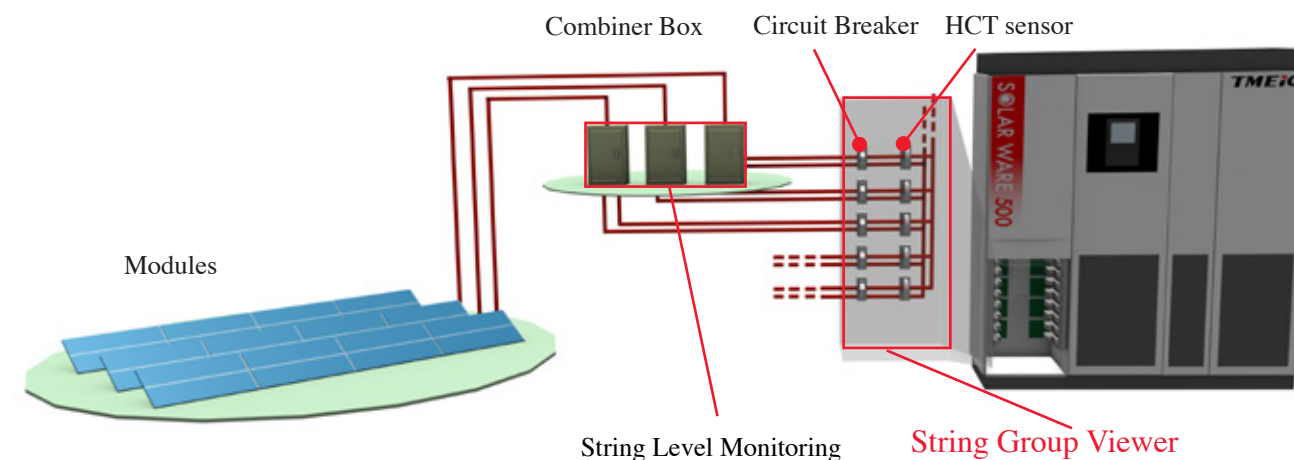 Combiner Box
Circuit Breaker
HCT sensor
TMEiC
SOLAR WARE 500
Modules
String Level Monitoring
String Group Viewer